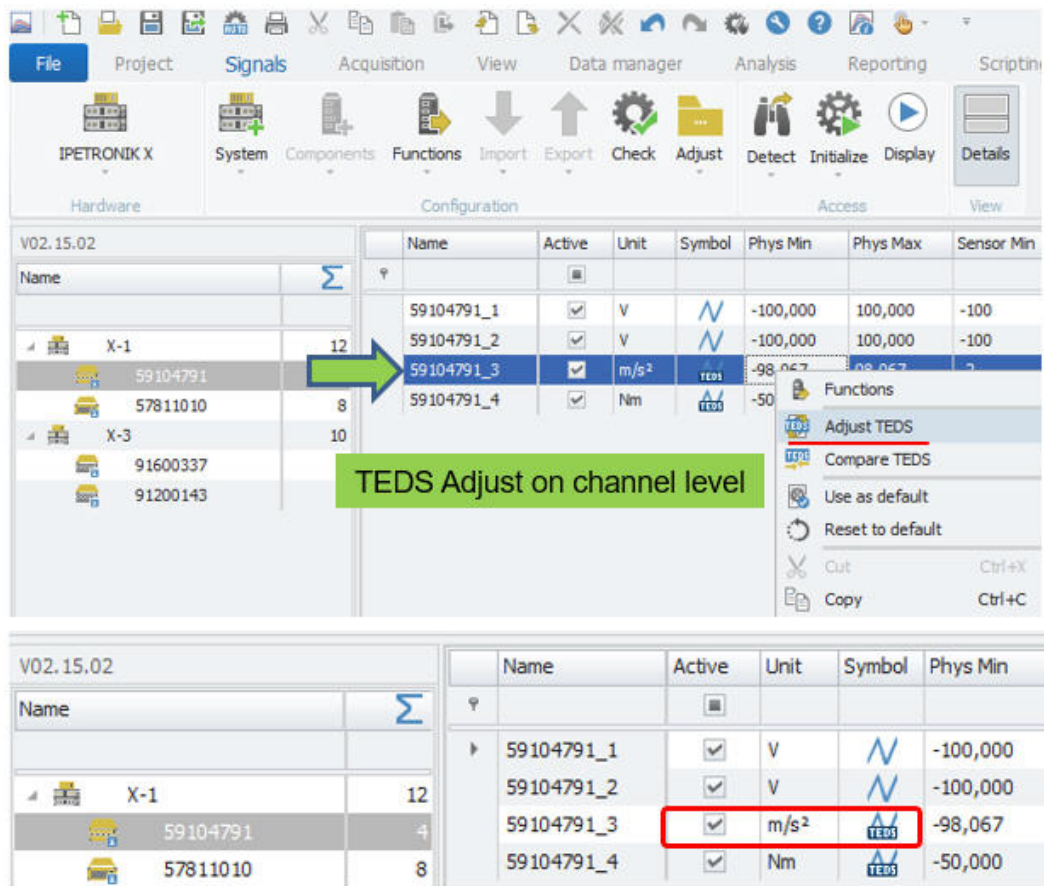 File Project Signals Acquisition View Data manager Analysis Reporting
IPETRONIK X System Components Functions Import Export Check Adjust Detect Initialize Display Details
Hardware Configuration Access View
V02.15.02
Name Σ
X-1 12
59104791
57811010 8
X-3 10
91600337
91200143
Name Active Unit Symbol Phys Min Phys Max Sensor Min
59104791_1 V -100,000 100,000 -100
59104791_2 V -100,000 100,000 -100
59104791_3 m/s² TEDS -98,067 98,067 -2
59104791_4 Nm TEDS -50
TEDS Adjust on channel level
Functions
Adjust TEDS
Compare TEDS
Use as default
Reset to default
Cut Ctrl+X
Copy Ctrl+C
V02.15.02
Name Σ
X-1 12
59104791 4
57811010 8
Name Active Unit Symbol Phys Min
59104791_1 V -100,000
59104791_2 V -100,000
59104791_3 m/s² TEDS -98,067
59104791_4 Nm TEDS -50,000